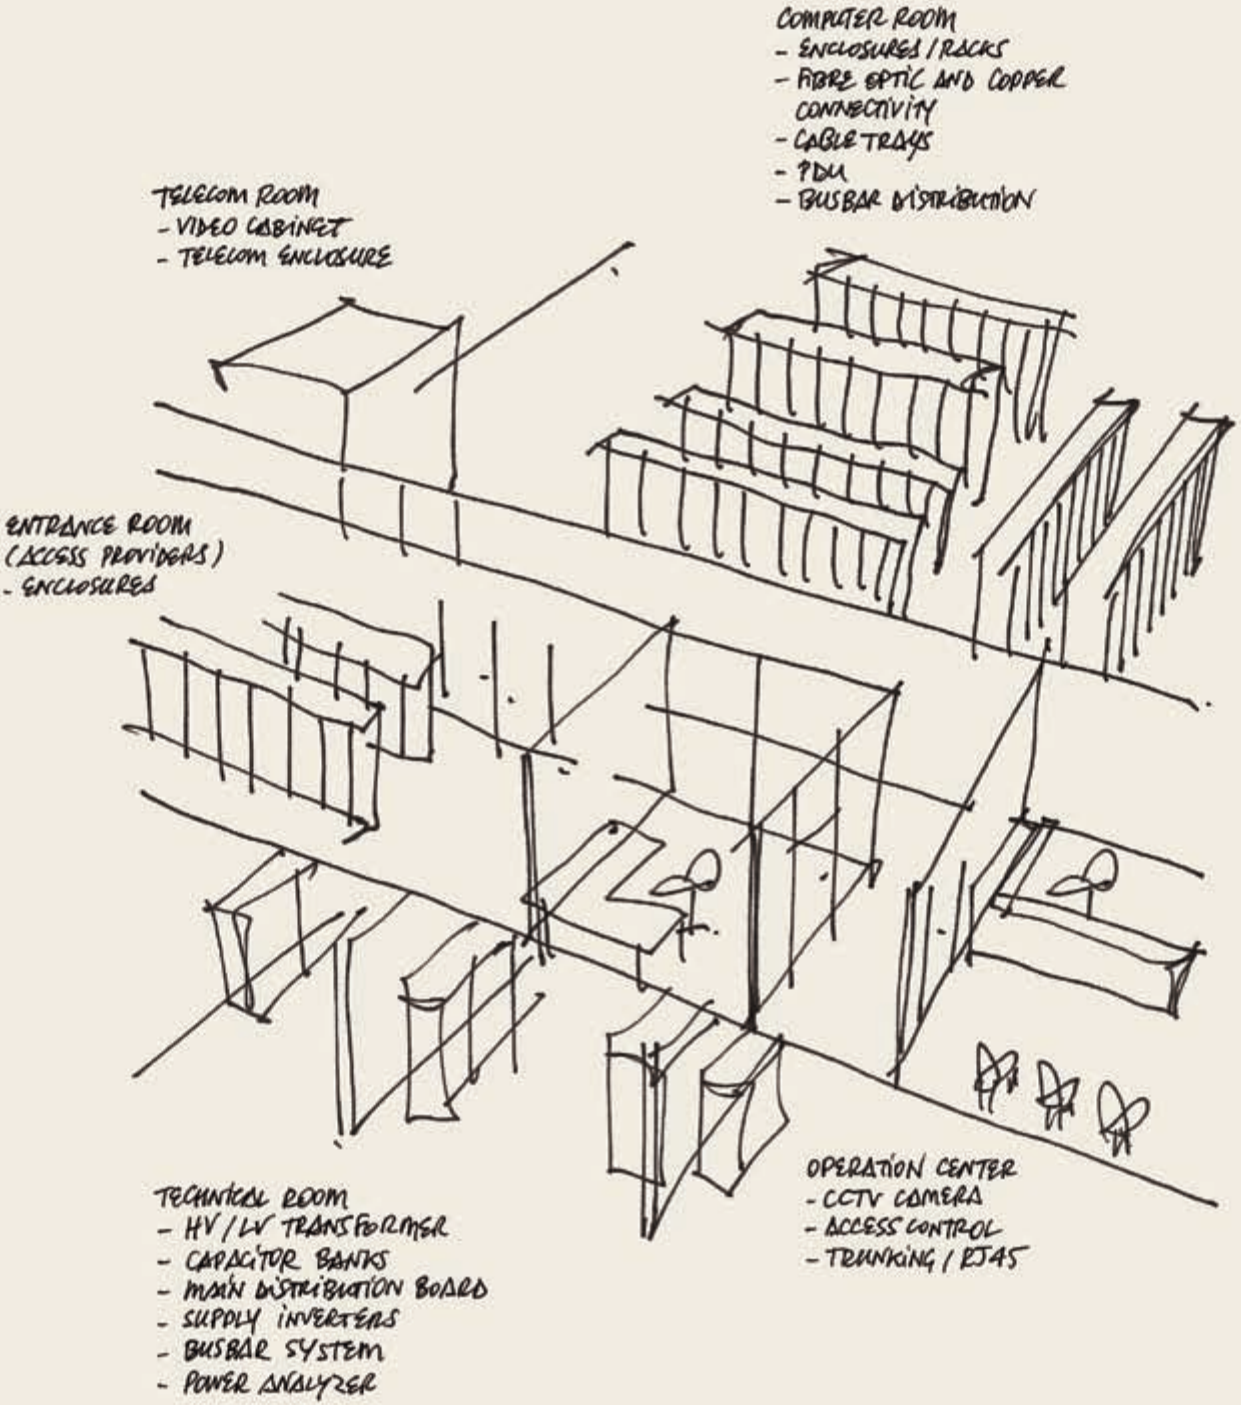 COMPUTER ROOM
- ENCLOSURES / RACKS
- FIBRE OPTIC AND COPPER
CONNECTIVITY
- CABLE TRAYS
- PDU
- BUSBAR DISTRIBUTION
TELECOM ROOM
- VIDEO CABINET
- TELECOM ENCLOSURE
ENTRANCE ROOM
(ACCESS PROVIDERS)
- ENCLOSURES
OPERATION CENTER
- CCTV CAMERA
- ACCESS CONTROL
- TRUNKING / RJ45
TECHNICAL ROOM
- HV / LV TRANSFORMER
- CAPACITOR BANKS
- MAIN DISTRIBUTION BOARD
- SUPPLY INVERTERS
- BUSBAR SYSTEM
- POWER ANALYZER